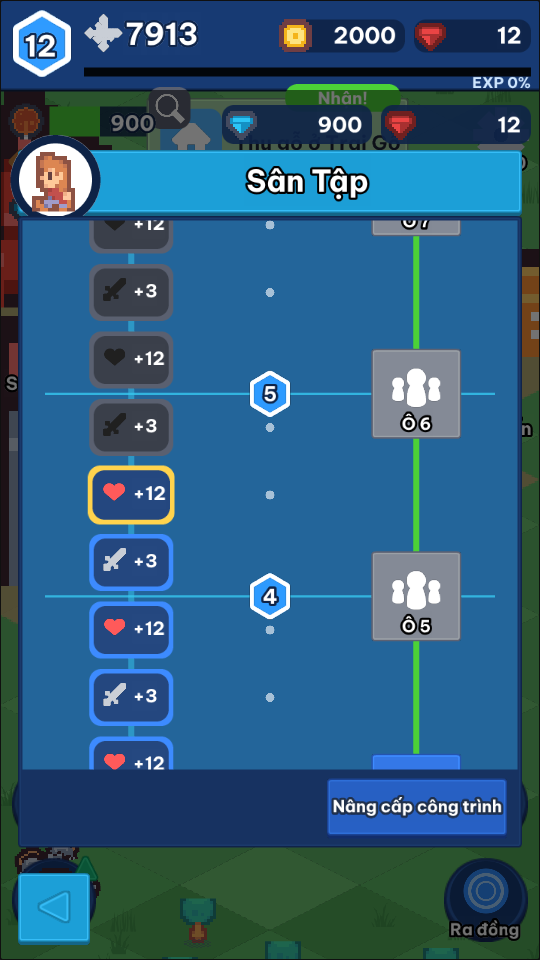 12
7913
2000
12
EXP 0%
Nhận!
900
900
12
Sân Tập
+12
Ô 7
+3
+12
5
Ô 6
+3
+12
+3
4
Ô 5
+12
+3
+12
Nâng cấp công trình
Ra đồng